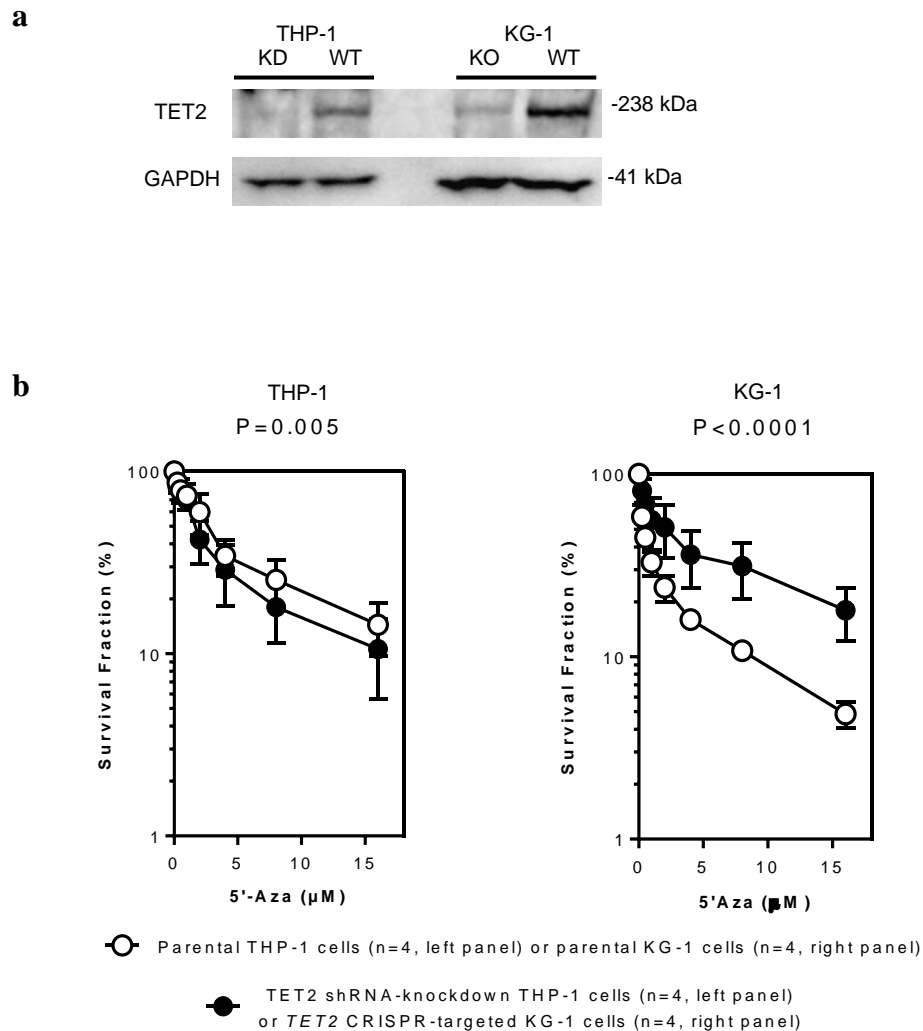 a
THP-1 KG-1
KD WT KO WT
TET2 -238 kDa
GAPDH -41 kDa
b
THP-1
P=0.005
Survival Fraction (%)
100
10
1
0 5 10 15
5'-Aza (µM)
KG-1
P<0.0001
Survival Fraction (%)
100
10
1
0 5 10 15
5'Aza (µM)
Parental THP-1 cells (n=4, left panel) or parental KG-1 cells (n=4, right panel)
TET2 shRNA-knockdown THP-1 cells (n=4, left panel)
or TET2 CRISPR-targeted KG-1 cells (n=4, right panel)